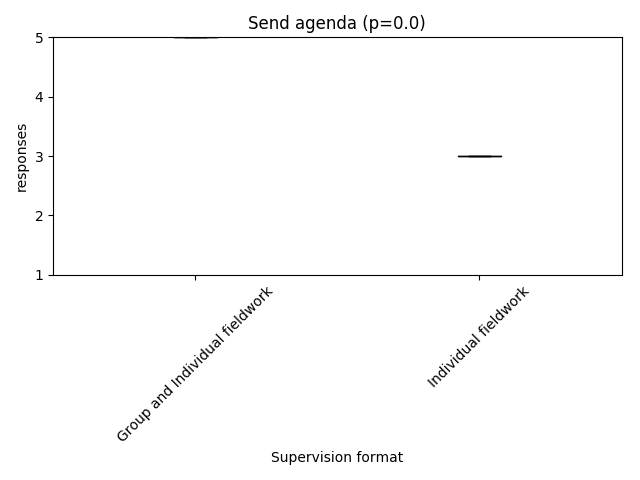 Send agenda (p=0.0)
5
4
3
2
1
responses
Group and Individual fieldwork
Individual fieldwork
Supervision format